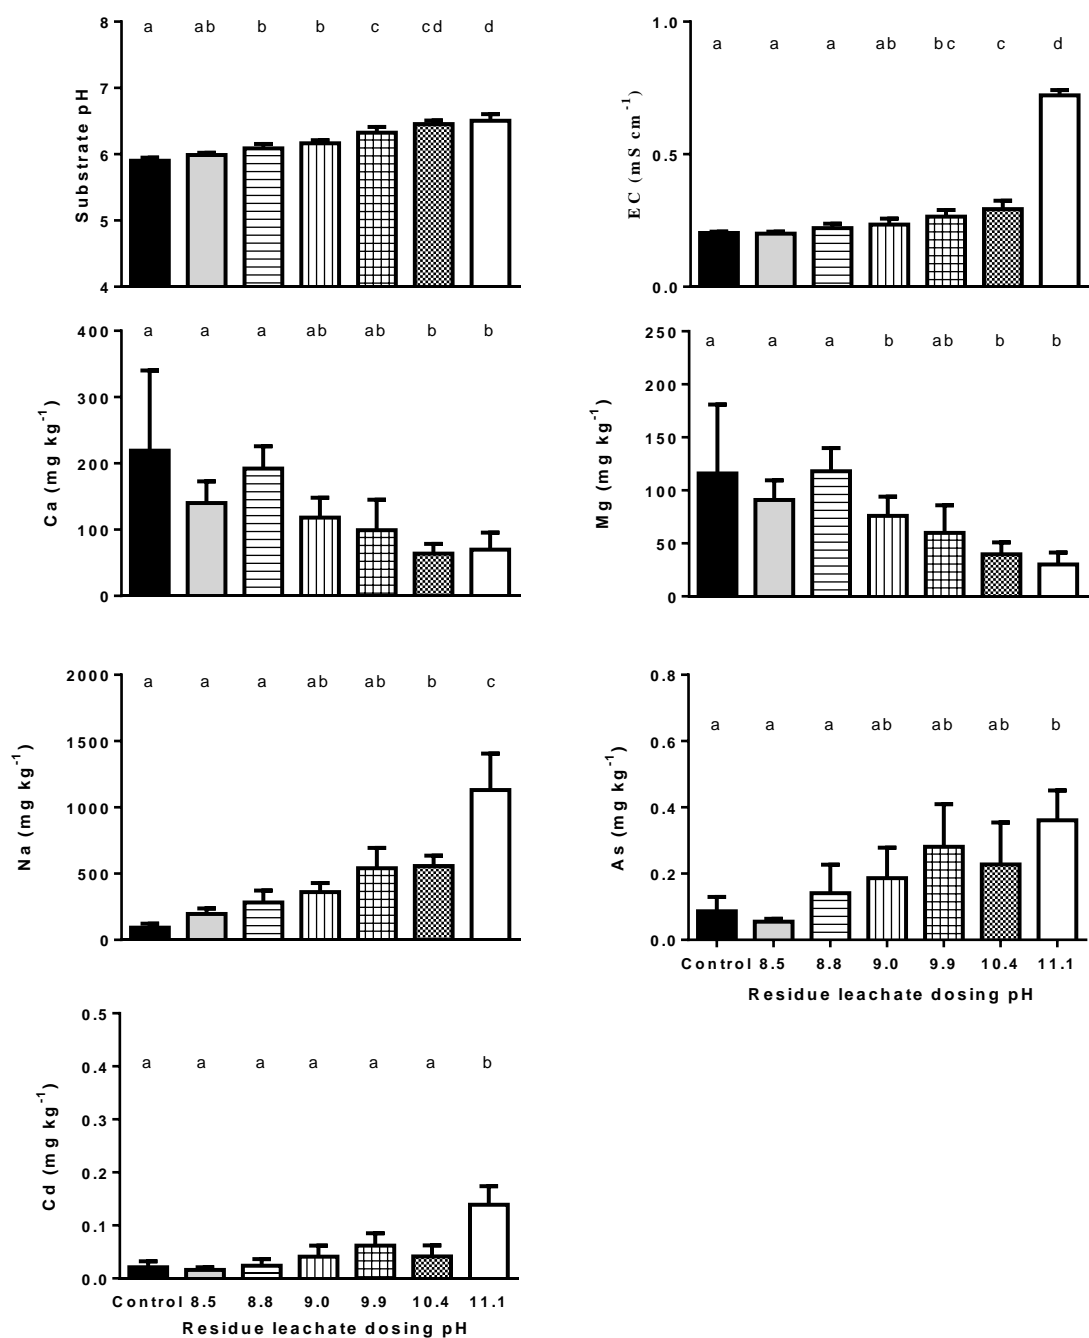 Substrate pH
8
7
6
5
4
a ab b b c cd d
EC (mS cm⁻¹)
1.0
0.5
0.0
a a a ab bc c d
Ca (mg kg⁻¹)
400
300
200
100
0
a a a ab ab b b
Mg (mg kg⁻¹)
250
200
150
100
50
0
a a a b ab b b
Na (mg kg⁻¹)
2000
1500
1000
500
0
a a a ab ab b c
As (mg kg⁻¹)
0.8
0.6
0.4
0.2
0.0
a a a ab ab ab b
Control 8.5 8.8 9.0 9.9 10.4 11.1
Residue leachate dosing pH
Cd (mg kg⁻¹)
0.5
0.4
0.3
0.2
0.1
0.0
a a a a a a b
Control 8.5 8.8 9.0 9.9 10.4 11.1
Residue leachate dosing pH